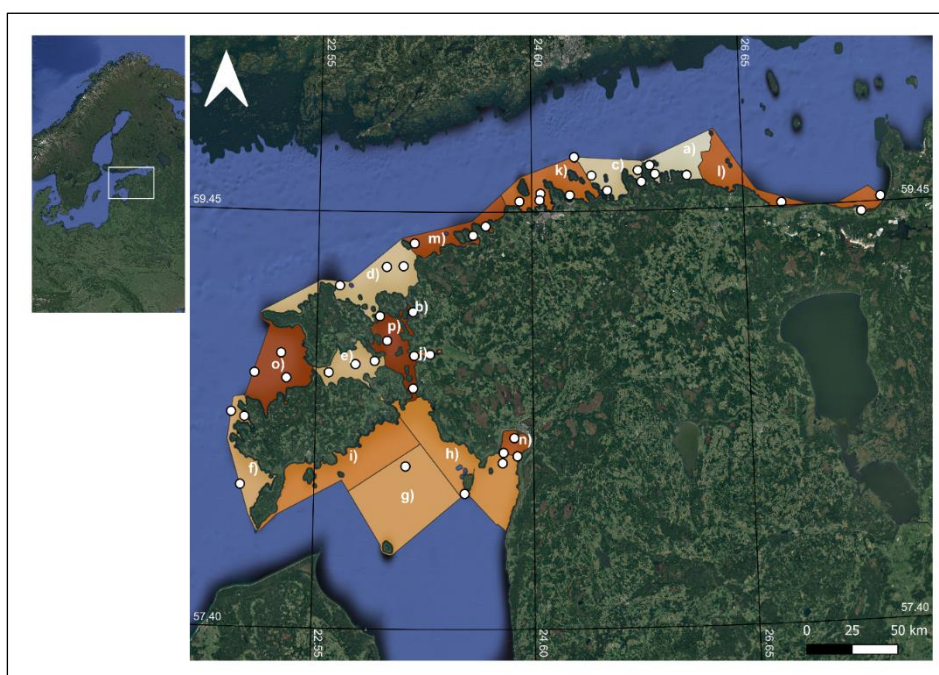 22.55
24.60
26.65
a)
c)
k)
l)
59.45
59.45
m)
d)
b)
p)
j)
e)
o)
n)
h)
i)
f)
g)
57.40
57.40
22.55
24.60
26.65
0 25 50 km